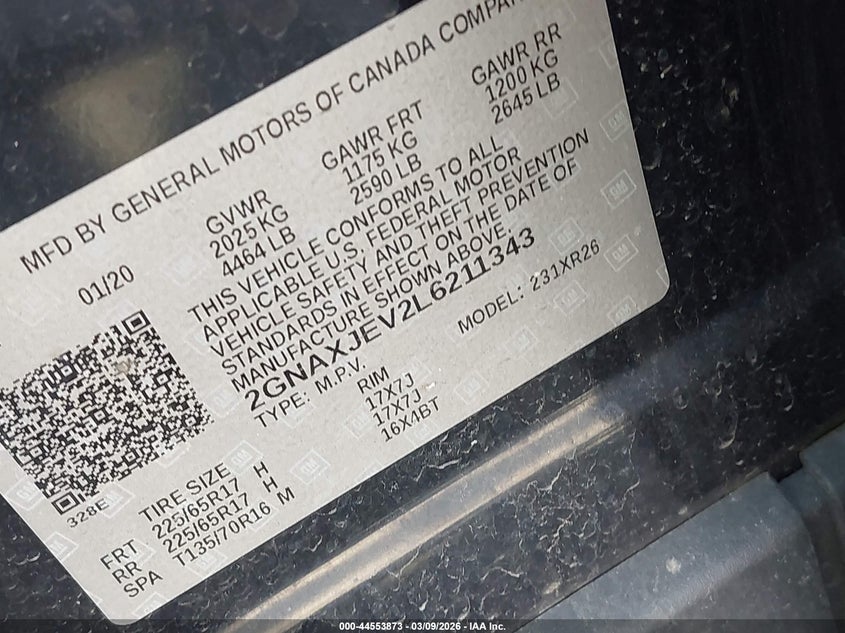 MFD BY GENERAL MOTORS OF CANADA
01/20
GVWR
2025 KG
4464 LB
GAWR FRT
1175 KG
2590 LB
GAWR RR
1200 KG
2645 LB
THIS VEHICLE CONFORMS TO ALL
APPLICABLE U.S. FEDERAL MOTOR
VEHICLE SAFETY AND THEFT PREVENTION
STANDARDS IN EFFECT ON THE DATE OF
MANUFACTURE SHOWN ABOVE.
2GNAXJEV2L6211343
TYPE: M.P.V.
MODEL: 231XR26
328E
TIRE SIZE RIM
FRT 225/65R17 H 17X7J
RR 225/65R17 H 17X7J
SPA T135/70R16 M 16X4BT
000-44553873 - 03/09/2026 - IAA Inc.